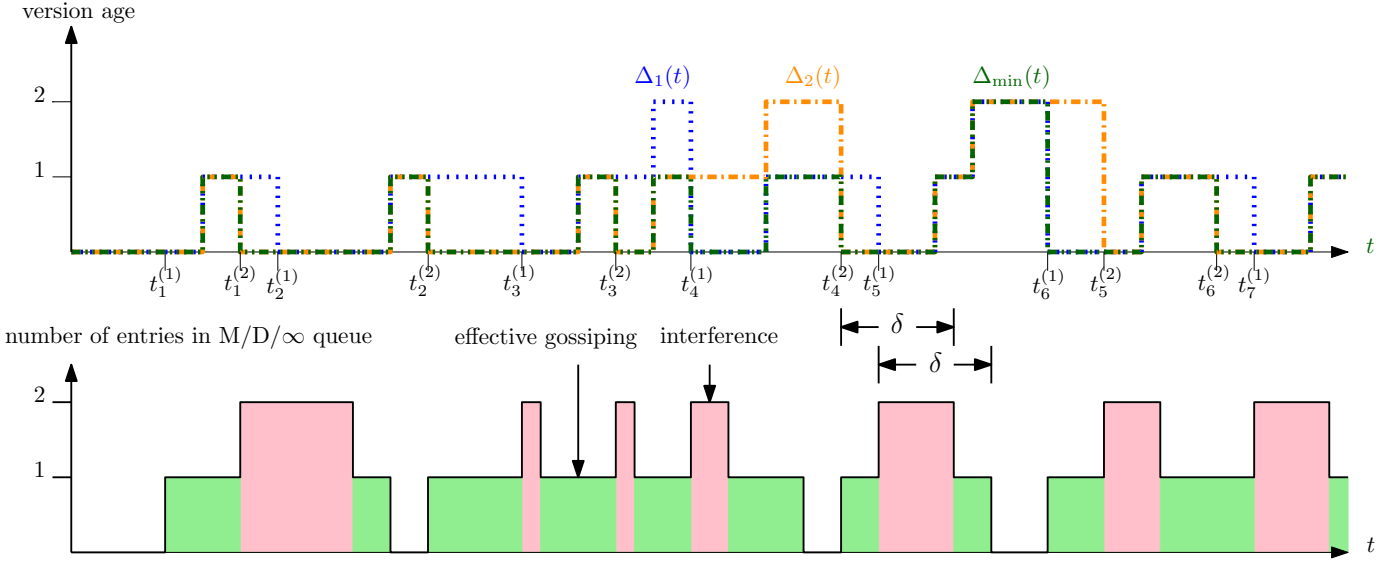 version age
Δ₁(t) Δ₂(t) Δ_min(t)
2
1
t
t₁⁽¹⁾ t₁⁽²⁾ t₂⁽¹⁾ t₂⁽²⁾ t₃⁽¹⁾ t₃⁽²⁾ t₄⁽¹⁾ t₄⁽²⁾ t₅⁽¹⁾ t₆⁽¹⁾ t₅⁽²⁾ t₆⁽²⁾ t₇⁽¹⁾
number of entries in M/D/∞ queue
effective gossiping
interference
δ
δ
2
1
t